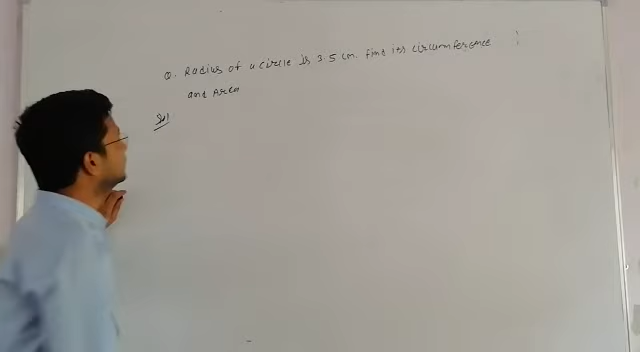 Q. Radius of a circle is 3.5 cm. Find its circumference
and Area
Sol